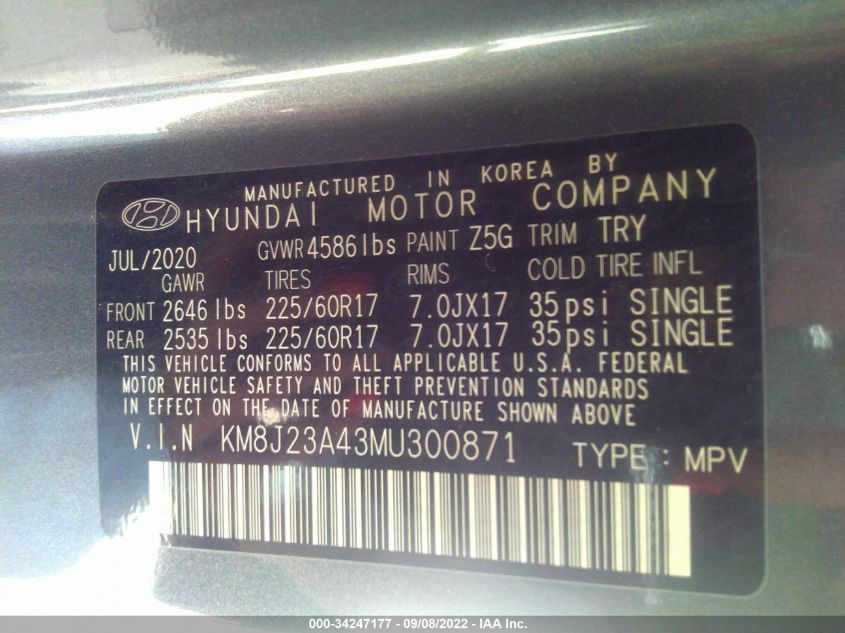 MANUFACTURED IN KOREA BY
HYUNDAI MOTOR COMPANY
JUL/2020 GVWR 4586lbs PAINT Z5G TRIM TRY
GAWR TIRES RIMS COLD TIRE INFL
FRONT 2646 lbs 225/60R17 7.0JX17 35psi SINGLE
REAR 2535 lbs 225/60R17 7.0JX17 35psi SINGLE
THIS VEHICLE CONFORMS TO ALL APPLICABLE U.S.A. FEDERAL
MOTOR VEHICLE SAFETY AND THEFT PREVENTION STANDARDS
IN EFFECT ON THE DATE OF MANUFACTURE SHOWN ABOVE
V.I.N KM8J23A43MU300871 TYPE: MPV
000-34247177 - 09/08/2022 - IAA Inc.